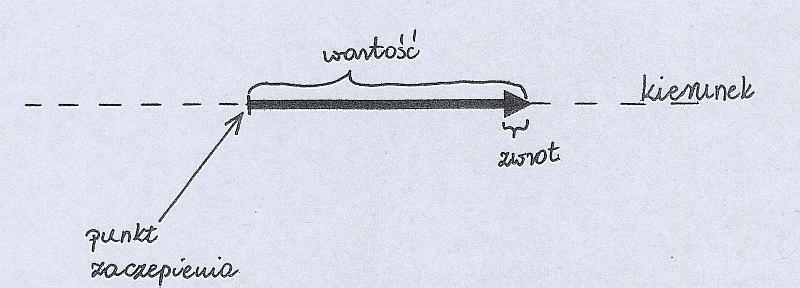 wartość
kierunek
zwrot
punkt
zaczepienia